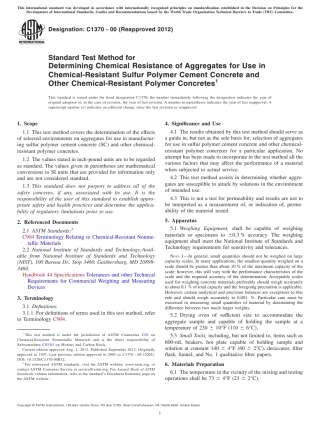 This international standard was developed in accordance with internationally recognized principles on standardization established in the Decision on Principles for the
Development of International Standards, Guides and Recommendations issued by the World Trade Organization Technical Barriers to Trade (TBT) Committee.
Designation: C1370 − 00 (Reapproved 2012)
Standard Test Method for
Determining Chemical Resistance of Aggregates for Use in
Chemical-Resistant Sulfur Polymer Cement Concrete and
Other Chemical-Resistant Polymer Concretes¹
This standard is issued under the fixed designation C1370; the number immediately following the designation indicates the year of
original adoption or, in the case of revision, the year of last revision. A number in parentheses indicates the year of last reapproval. A
superscript epsilon (ε) indicates an editorial change since the last revision or reapproval.
1. Scope
1.1 This test method covers the determination of the effects
of selected environments on aggregates for use in manufactur-
ing sulfur polymer cement concrete (SC) and other chemical-
resistant polymer concretes.
1.2 The values stated in inch-pound units are to be regarded
as standard. The values given in parentheses are mathematical
conversions to SI units that are provided for information only
and are not considered standard.
1.3 This standard does not purport to address all of the
safety concerns, if any, associated with its use. It is the
responsibility of the user of this standard to establish appro-
priate safety and health practices and determine the applica-
bility of regulatory limitations prior to use.
2. Referenced Documents
2.1 ASTM Standards:²
C904 Terminology Relating to Chemical-Resistant Nonme-
tallic Materials
2.2 National Institute of Standards and Technology:Avail-
able from National Institute of Standards and Technology
(NIST), 100 Bureau Dr., Stop 3460, Gaithersburg, MD 20899-
3460.
Handbook 44 Specifications Tolerances and other Technical
Requirements for Commercial Weighing and Measuring
Devices
3. Terminology
3.1 Definitions:
3.1.1 For definitions of terms used in this test method, refer
to Terminology C904.
¹ This test method is under the jurisdiction of ASTM Committee C03 on
Chemical-Resistant Nonmetallic Materials and is the direct responsibility of
Subcommittee C03.01 on Mortars and Carbon Brick.
Current edition approved Aug. 1, 2012. Published September 2012. Originally
approved in 1997. Last previous edition approved in 2005 as C1370 – 00 (2005).
DOI: 10.1520/C1370-00R12.
² For referenced ASTM standards, visit the ASTM website, www.astm.org, or
contact ASTM Customer Service at service@astm.org. For Annual Book of ASTM
Standards volume information, refer to the standard's Document Summary page on
the ASTM website.
4. Significance and Use
4.1 The results obtained by this test method should serve as
a guide in, but not as the sole basis for, selection of aggregates
for use in sulfur polymer cement concrete and other chemical-
resistant polymer concretes for a particular application. No
attempt has been made to incorporate in the test method all the
various factors that may affect the performance of a material
when subjected to actual service.
4.2 This test method assists in determining whether aggre-
gates are susceptible to attack by solutions in the environment
of intended use.
4.3 This is not a test for permeability and results are not to
be interpreted as a measurement of, or indication of, perme-
ability of the material tested.
5. Apparatus
5.1 Weighing Equipment, shall be capable of weighing
materials or specimens to ±0.3 % accuracy. The weighing
equipment shall meet the National Institute of Standards and
Technology requirements for sensitivity and tolerances.
NOTE 1—In general, small quantities should not be weighed on large
capacity scales. In many applications, the smallest quantity weighed on a
scale should be greater than about 10 % of the maximum capacity of the
scale; however, this will vary with the performance characteristics of the
scale and the required accuracy of the determination. Acceptable scales
used for weighing concrete materials preferably should weigh accurately
to about 0.1 % of total capacity and the foregoing precaution is applicable.
However, certain analytical and precision balances are exceptions to this
rule and should weigh accurately to 0.001 %. Particular care must be
exercised in measuring small quantities of material by determining the
difference between two much larger weights.
5.2 Drying oven of sufficient size to accommodate the
aggregate sample and capable of holding the sample at a
temperature of 230 ± 10°F (110 ± 6°C).
5.3 Small Tools, including, but not limited to, items such as
600-mL beakers, hot plate capable of holding sample and
solution at constant 140 ± 4°F (60 ± 2°C), desiccator, filter
flask, funnel, and No. 1 qualitative filter papers.
6. Materials Preparation
6.1 The temperature in the vicinity of the mixing and testing
operations shall be 73 ± 4°F (23 ± 2°C).
Copyright © ASTM International, 100 Barr Harbor Drive, PO Box C700, West Conshohocken, PA 19428-2959. United States
1